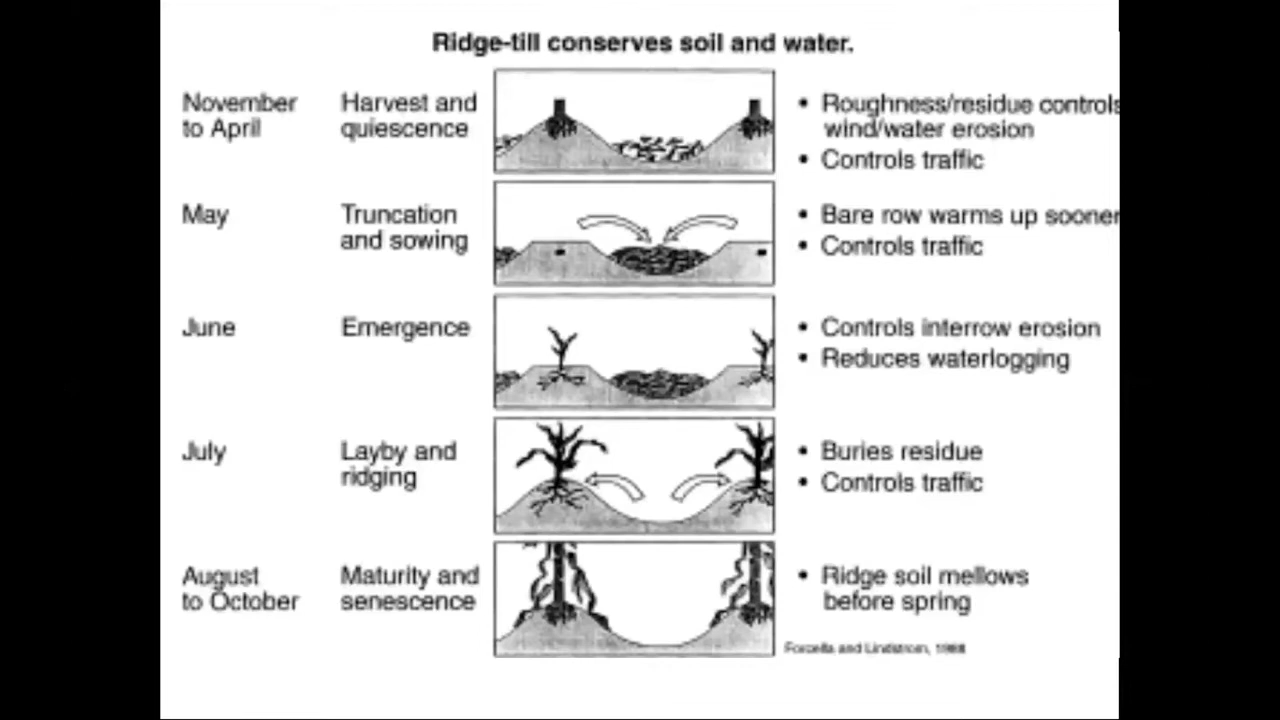 Ridge-till conserves soil and water.
November
to April
Harvest and
quiescence
• Roughness/residue controls
wind/water erosion
• Controls traffic
May
Truncation
and sowing
• Bare row warms up sooner
• Controls traffic
June
Emergence
• Controls interrow erosion
• Reduces waterlogging
July
Layby and
ridging
• Buries residue
• Controls traffic
August
to October
Maturity and
senescence
• Ridge soil mellows
before spring
Forcella and Lindstrom, 1988